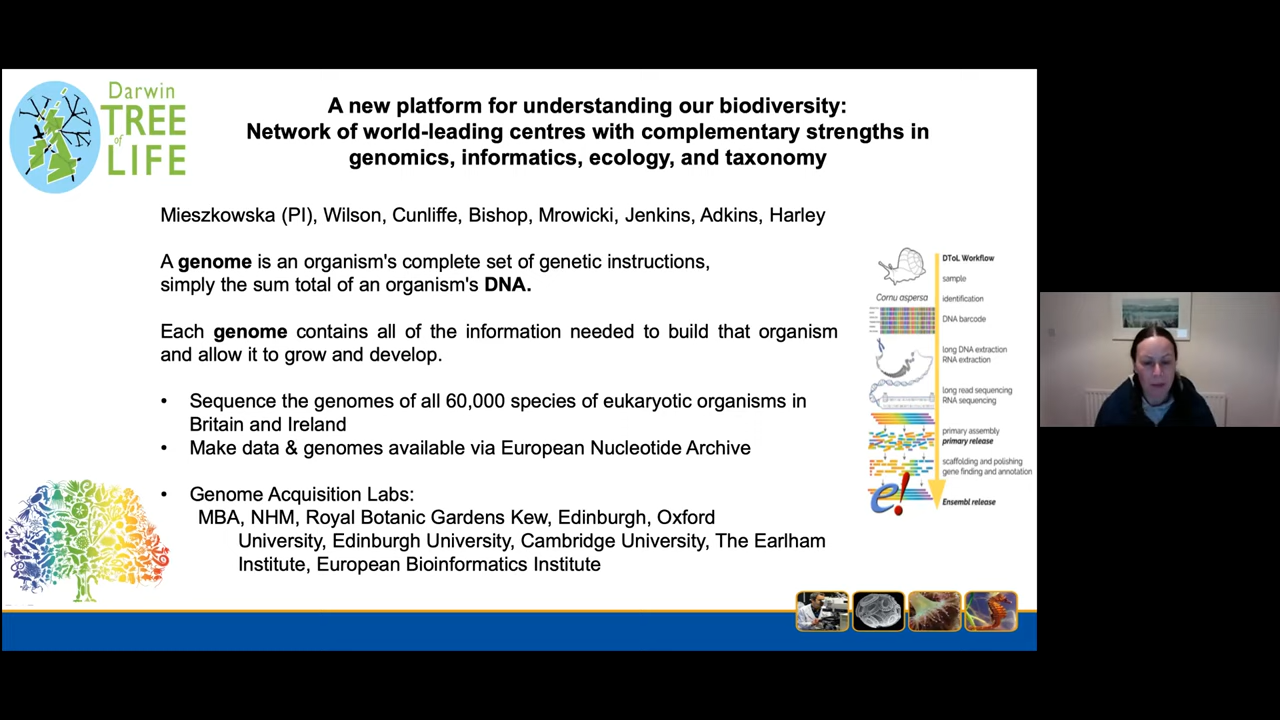 Darwin
TREE
of
LIFE
A new platform for understanding our biodiversity:
Network of world-leading centres with complementary strengths in
genomics, informatics, ecology, and taxonomy
Mieszkowska (PI), Wilson, Cunliffe, Bishop, Mrowicki, Jenkins, Adkins, Harley
A genome is an organism's complete set of genetic instructions,
simply the sum total of an organism's DNA.
Each genome contains all of the information needed to build that organism
and allow it to grow and develop.
• Sequence the genomes of all 60,000 species of eukaryotic organisms in
Britain and Ireland
• Make data & genomes available via European Nucleotide Archive
• Genome Acquisition Labs:
MBA, NHM, Royal Botanic Gardens Kew, Edinburgh, Oxford
University, Edinburgh University, Cambridge University, The Earlham
Institute, European Bioinformatics Institute
DToL Workflow
sample
Cornu aspersa
identification
DNA barcode
long DNA extraction
RNA extraction
long read sequencing
RNA sequencing
primary assembly
primary release
scaffolding and polishing
gene finding and annotation
e!
Ensembl release